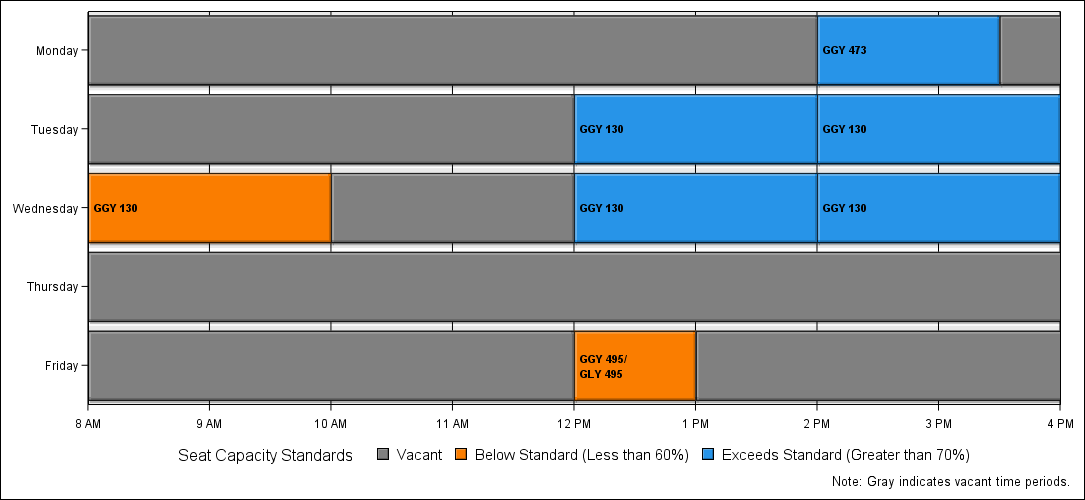 Monday
GGY 473
Tuesday
GGY 130
GGY 130
Wednesday
GGY 130
GGY 130
GGY 130
Thursday
Friday
GGY 495/
GLY 495
8 AM 9 AM 10 AM 11 AM 12 PM 1 PM 2 PM 3 PM 4 PM
Seat Capacity Standards Vacant Below Standard (Less than 60%) Exceeds Standard (Greater than 70%)
Note: Gray indicates vacant time periods.